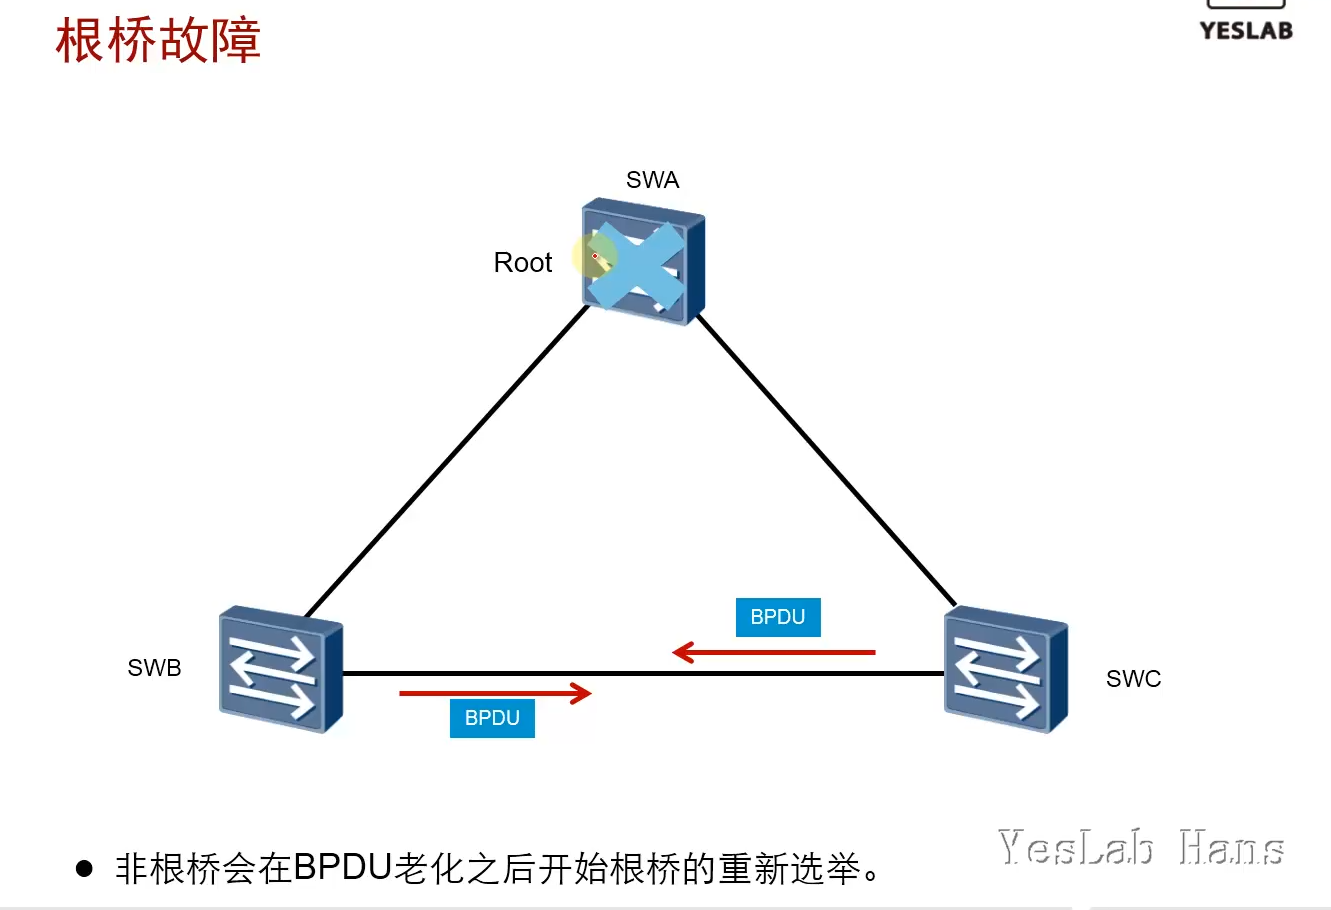 根桥故障
YESLAB
SWA
Root
BPDU
SWB
SWC
BPDU
YesLab Hans
● 非根桥会在BPDU老化之后开始根桥的重新选举。